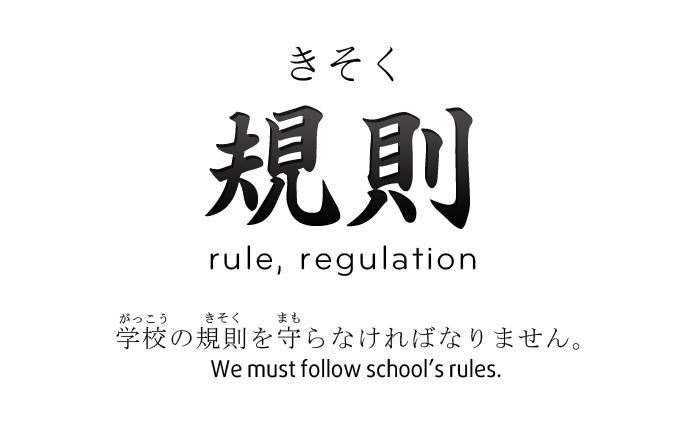 きそく
規則
rule, regulation
がっこう きそく まも
学校の規則を守らなければなりません。
We must follow school's rules.